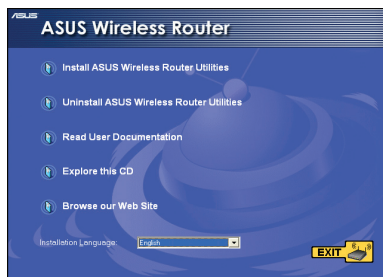 ASUS
ASUS Wireless Router
Install ASUS Wireless Router Utilities
Uninstall ASUS Wireless Router Utilities
Read User Documentation
Explore this CD
Browse our Web Site
Installation Language: English
EXIT